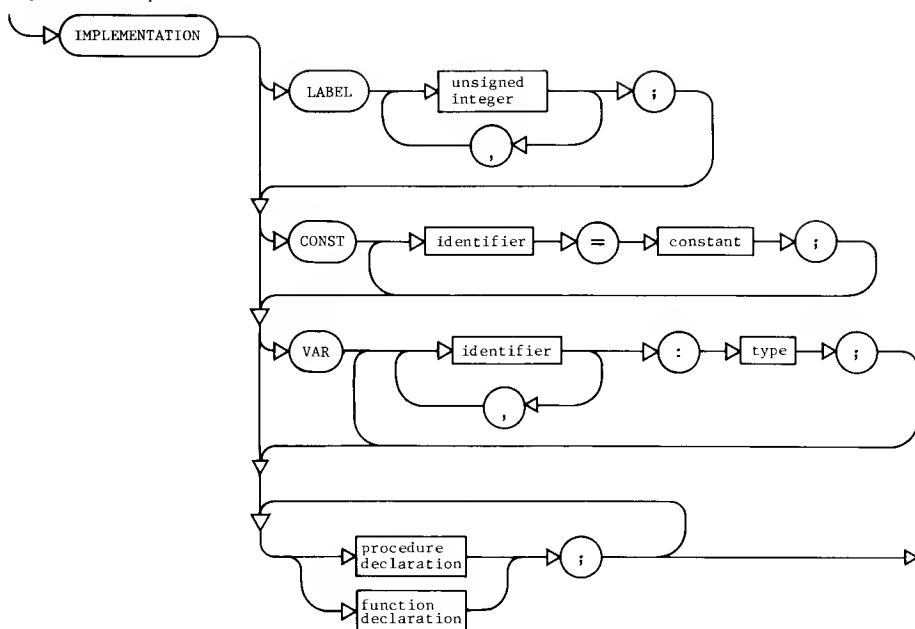 IMPLEMENTATION
LABEL
unsigned
integer
;
,
CONST
identifier
=
constant
;
VAR
identifier
:
type
;
,
procedure
declaration
;
function
declaration